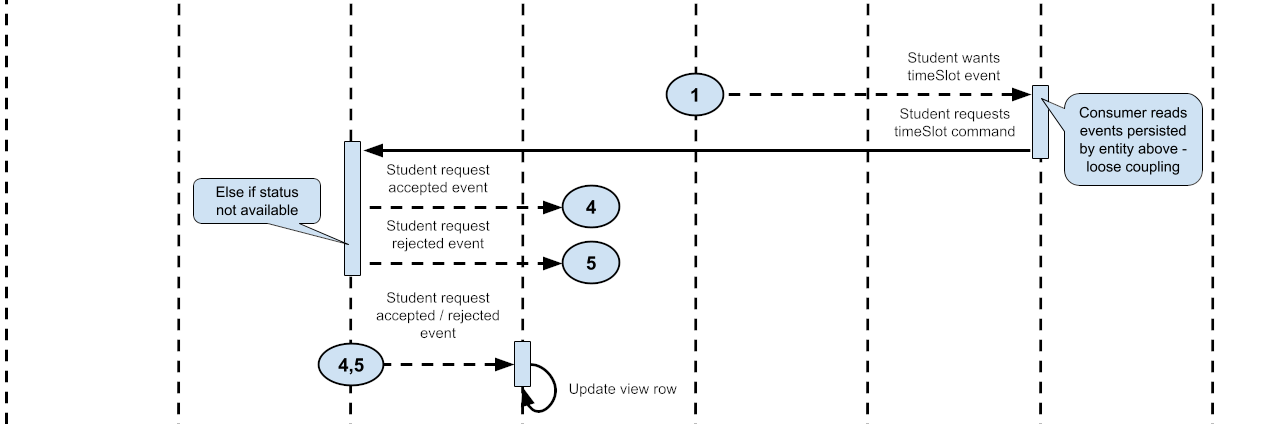 Student wants
timeSlot event
1
Student requests
timeSlot command
Consumer reads
events persisted
by entity above -
loose coupling
Student request
accepted event
Else if status
not available
4
Student request
rejected event
5
Student request
accepted / rejected
event
4,5
Update view row